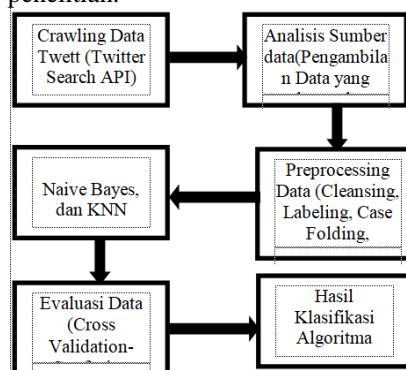 penelitian.
Crawling Data
Twett (Twitter
Search API)
Analisis Sumber
data(Pengambila
n Data yang
Preprocessing
Data (Cleansing,
Labeling, Case
Folding,
Naive Bayes,
dan KNN
Evaluasi Data
(Cross
Validation-
Hasil
Klasifikasi
Algoritma